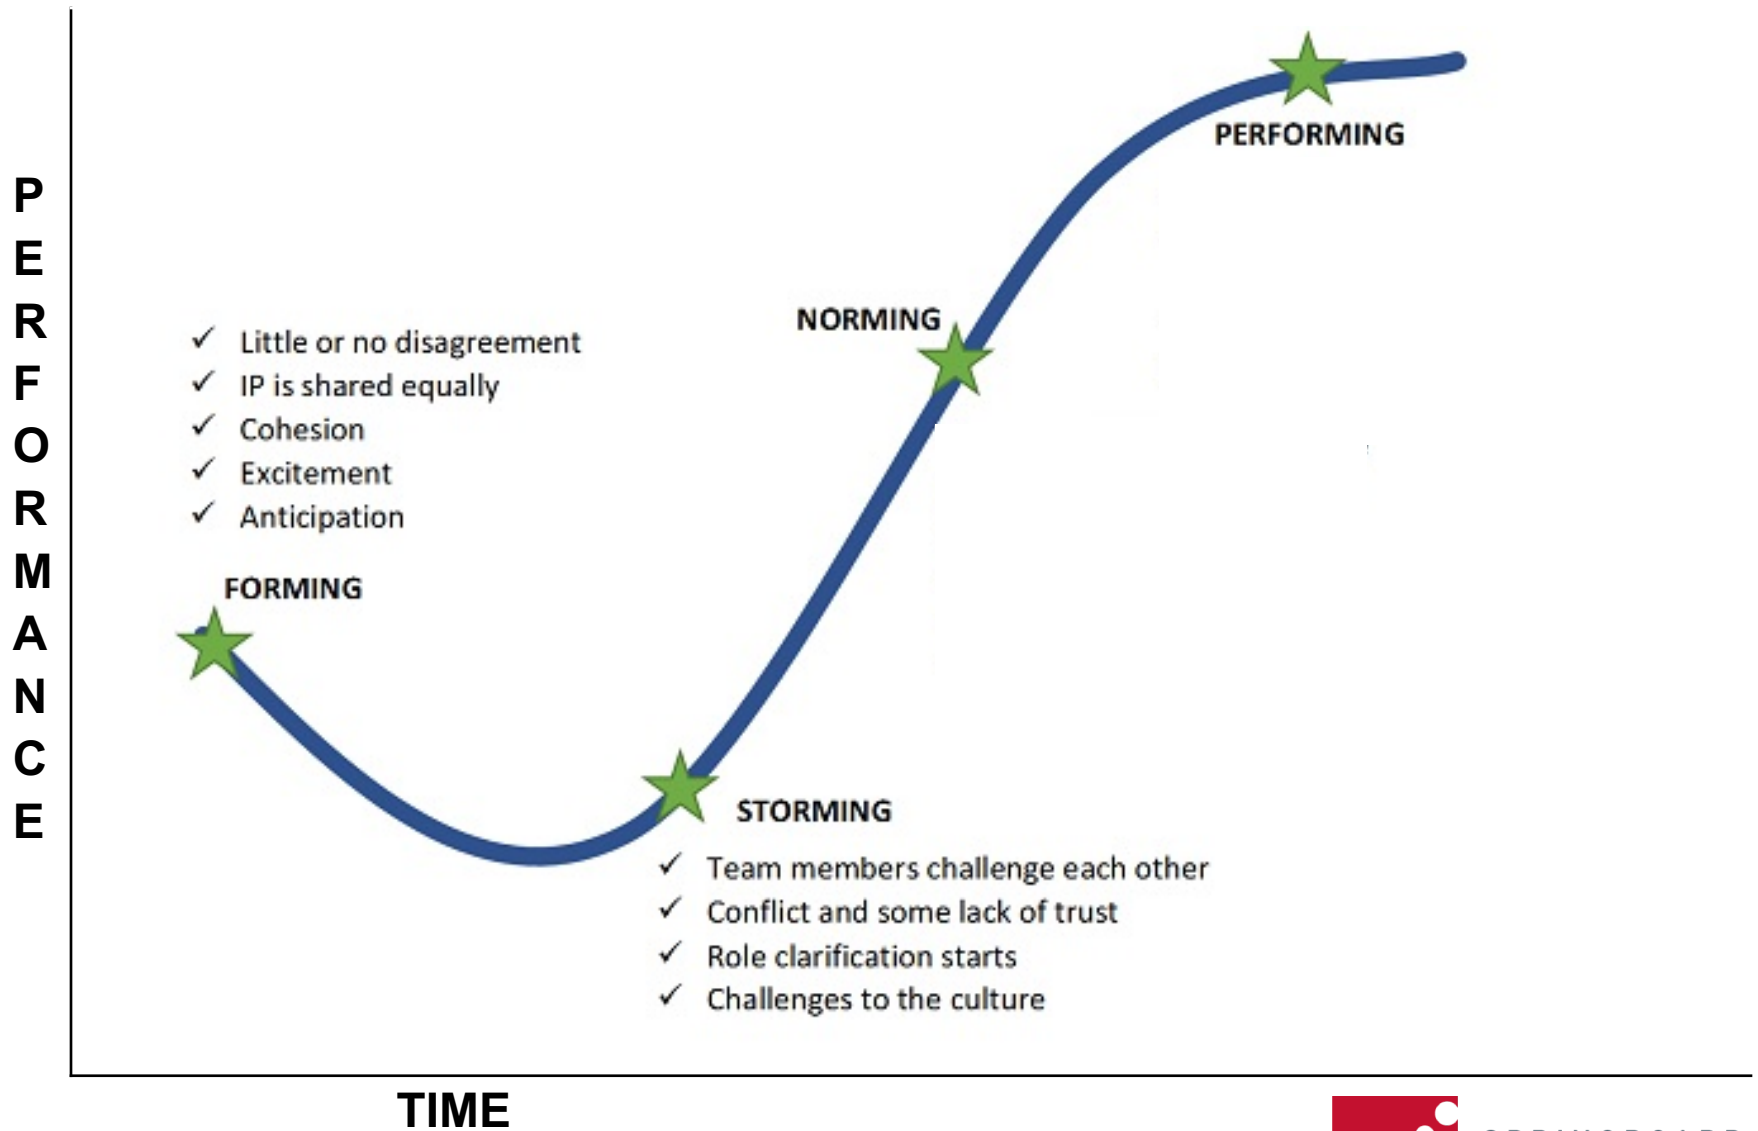 PERFORMANCE
PERFORMING
NORMING
✓ Little or no disagreement
✓ IP is shared equally
✓ Cohesion
✓ Excitement
✓ Anticipation
FORMING
STORMING
✓ Team members challenge each other
✓ Conflict and some lack of trust
✓ Role clarification starts
✓ Challenges to the culture
TIME